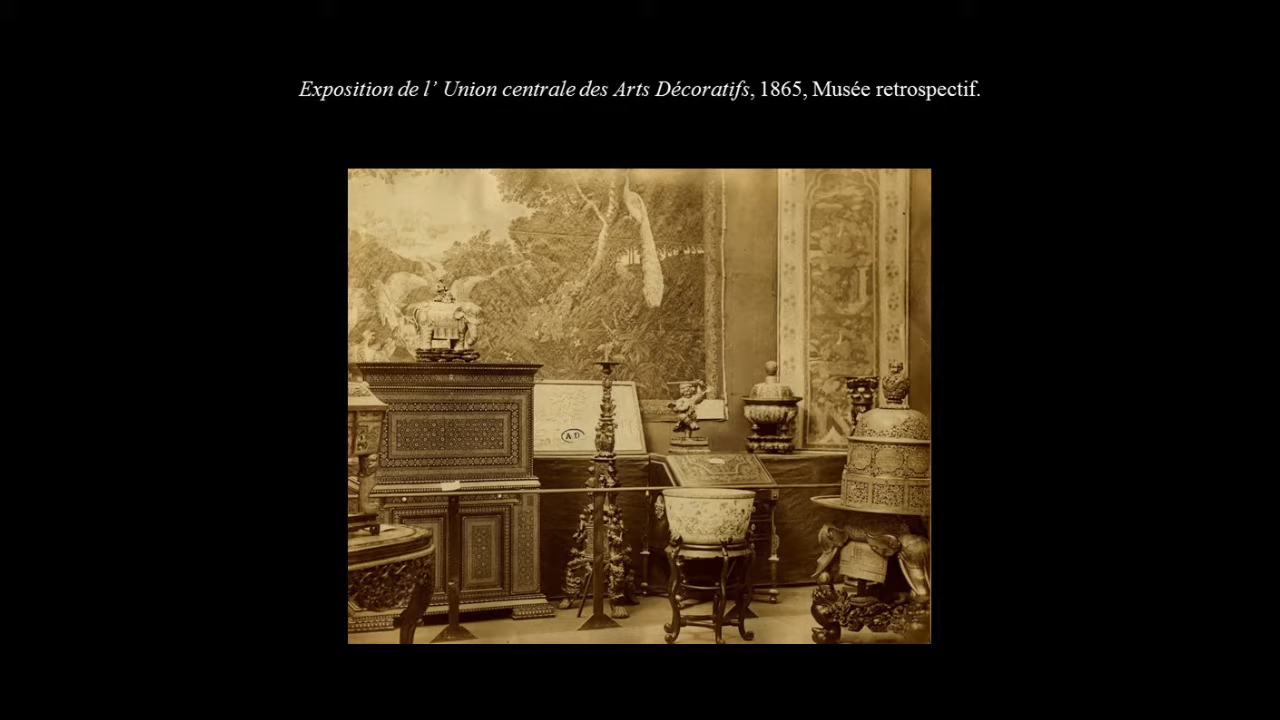 Exposition de l’ Union centrale des Arts Décoratifs, 1865, Musée retrospectif.
A D